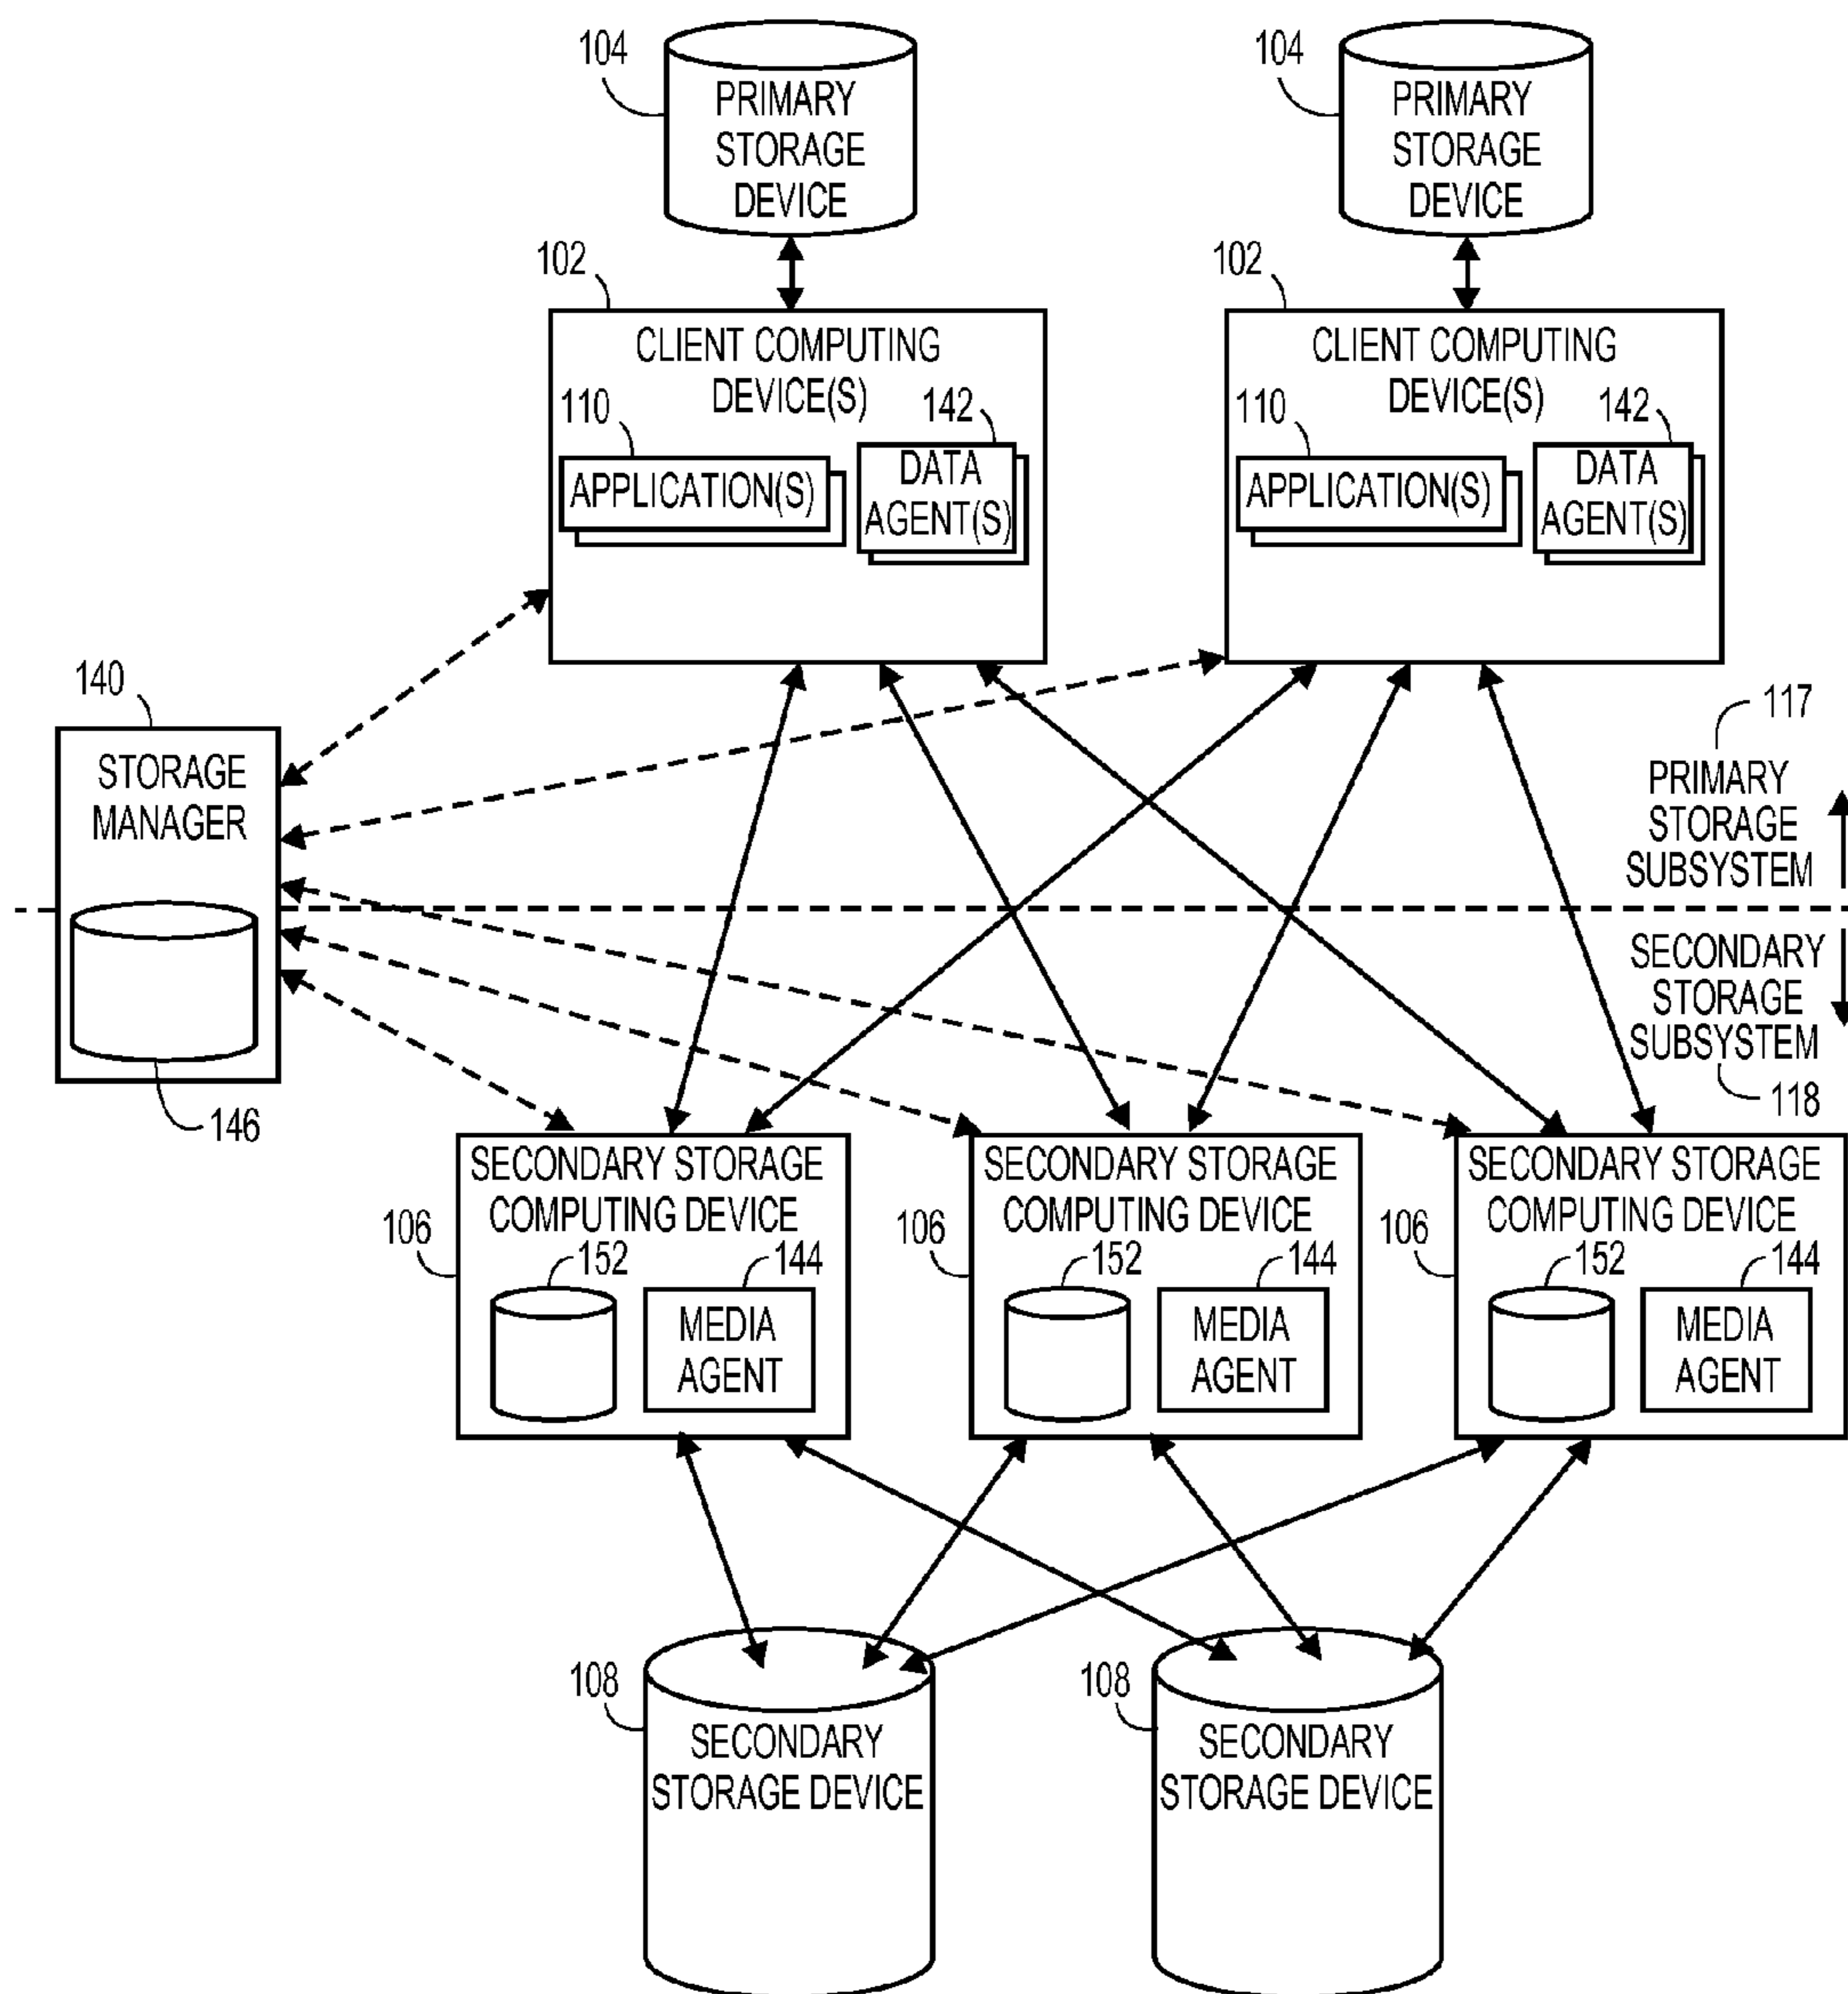 104
PRIMARY
STORAGE
DEVICE
104
PRIMARY
STORAGE
DEVICE
102
CLIENT COMPUTING
DEVICE(S)
110
APPLICATION(S)
142
DATA
AGENT(S)
102
CLIENT COMPUTING
DEVICE(S)
110
APPLICATION(S)
142
DATA
AGENT(S)
140
STORAGE
MANAGER
146
117
PRIMARY
STORAGE
SUBSYSTEM
SECONDARY
STORAGE
SUBSYSTEM
118
106
SECONDARY STORAGE
COMPUTING DEVICE
152
144
MEDIA
AGENT
106
SECONDARY STORAGE
COMPUTING DEVICE
152
144
MEDIA
AGENT
106
SECONDARY STORAGE
COMPUTING DEVICE
152
144
MEDIA
AGENT
108
SECONDARY
STORAGE DEVICE
108
SECONDARY
STORAGE DEVICE